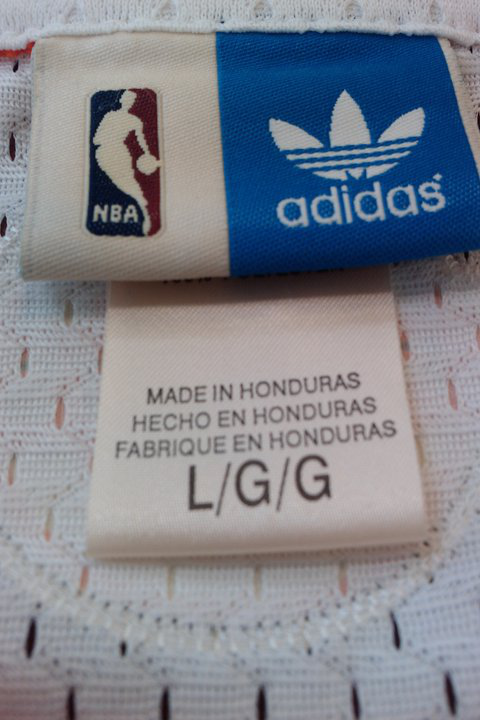 NBA
adidas
MADE IN HONDURAS
HECHO EN HONDURAS
FABRIQUE EN HONDURAS
L/G/G